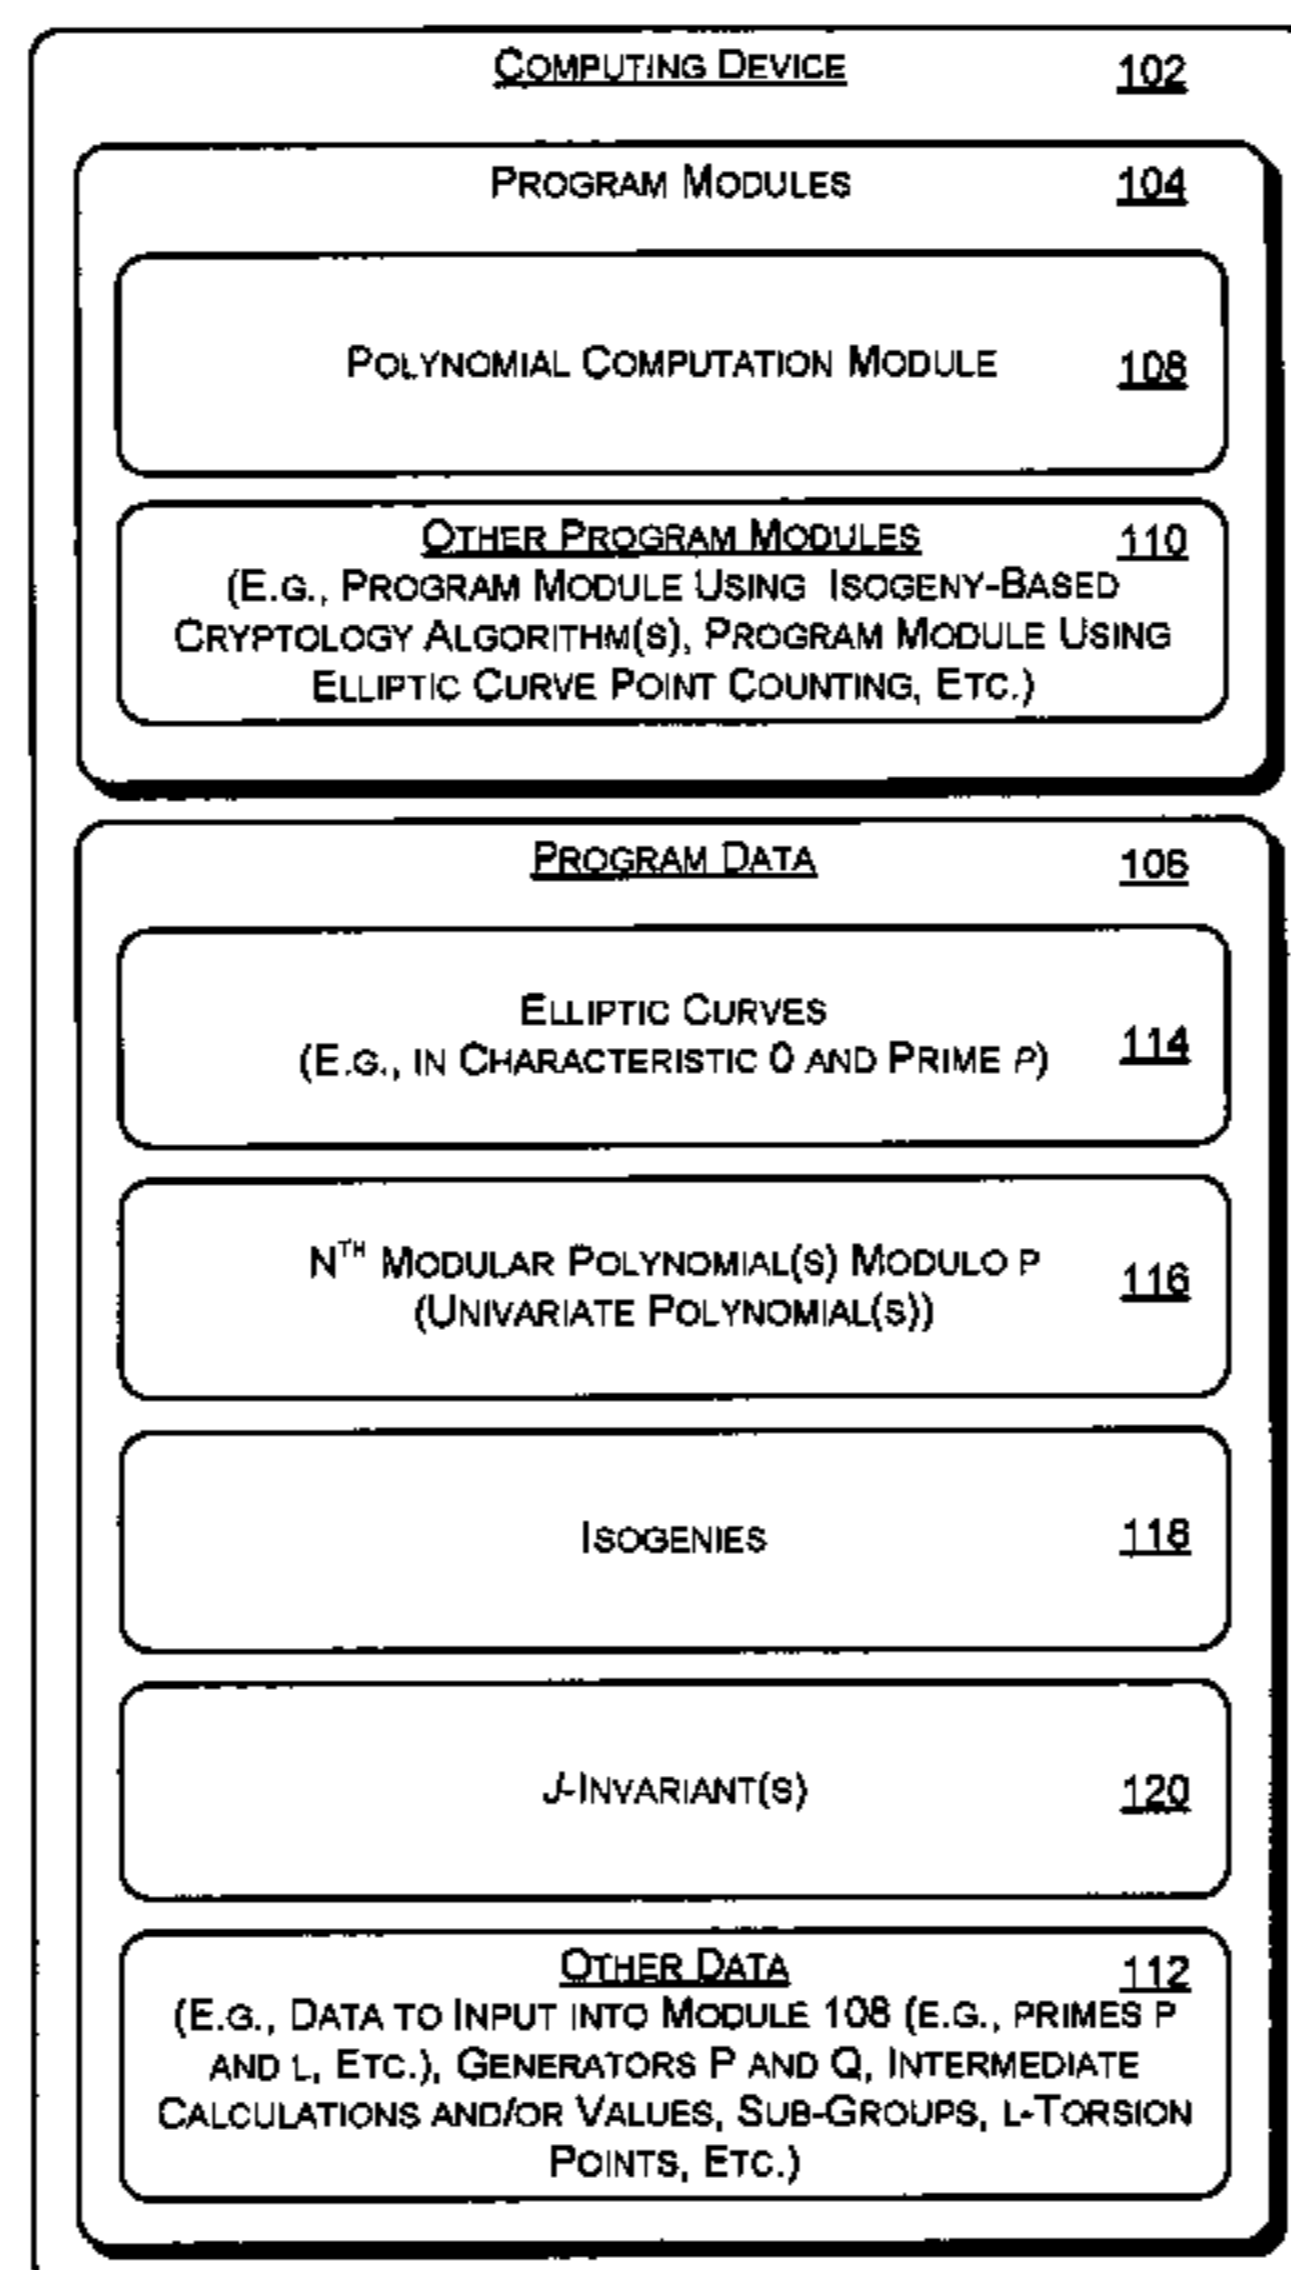 COMPUTING DEVICE 102
PROGRAM MODULES 104
POLYNOMIAL COMPUTATION MODULE 108
OTHER PROGRAM MODULES 110
(E.G., PROGRAM MODULE USING ISOGENY-BASED
CRYPTOLOGY ALGORITHM(S), PROGRAM MODULE USING
ELLIPTIC CURVE POINT COUNTING, ETC.)
PROGRAM DATA 106
ELLIPTIC CURVES
(E.G., IN CHARACTERISTIC 0 AND PRIME P) 114
NTH MODULAR POLYNOMIAL(S) MODULO P
(UNIVARIATE POLYNOMIAL(S)) 116
ISOGENIES 118
J-INVARIANT(S) 120
OTHER DATA 112
(E.G., DATA TO INPUT INTO MODULE 108 (E.G., PRIMES P
AND L, ETC.), GENERATORS P AND Q, INTERMEDIATE
CALCULATIONS AND/OR VALUES, SUB-GROUPS, L-TORSION
POINTS, ETC.)